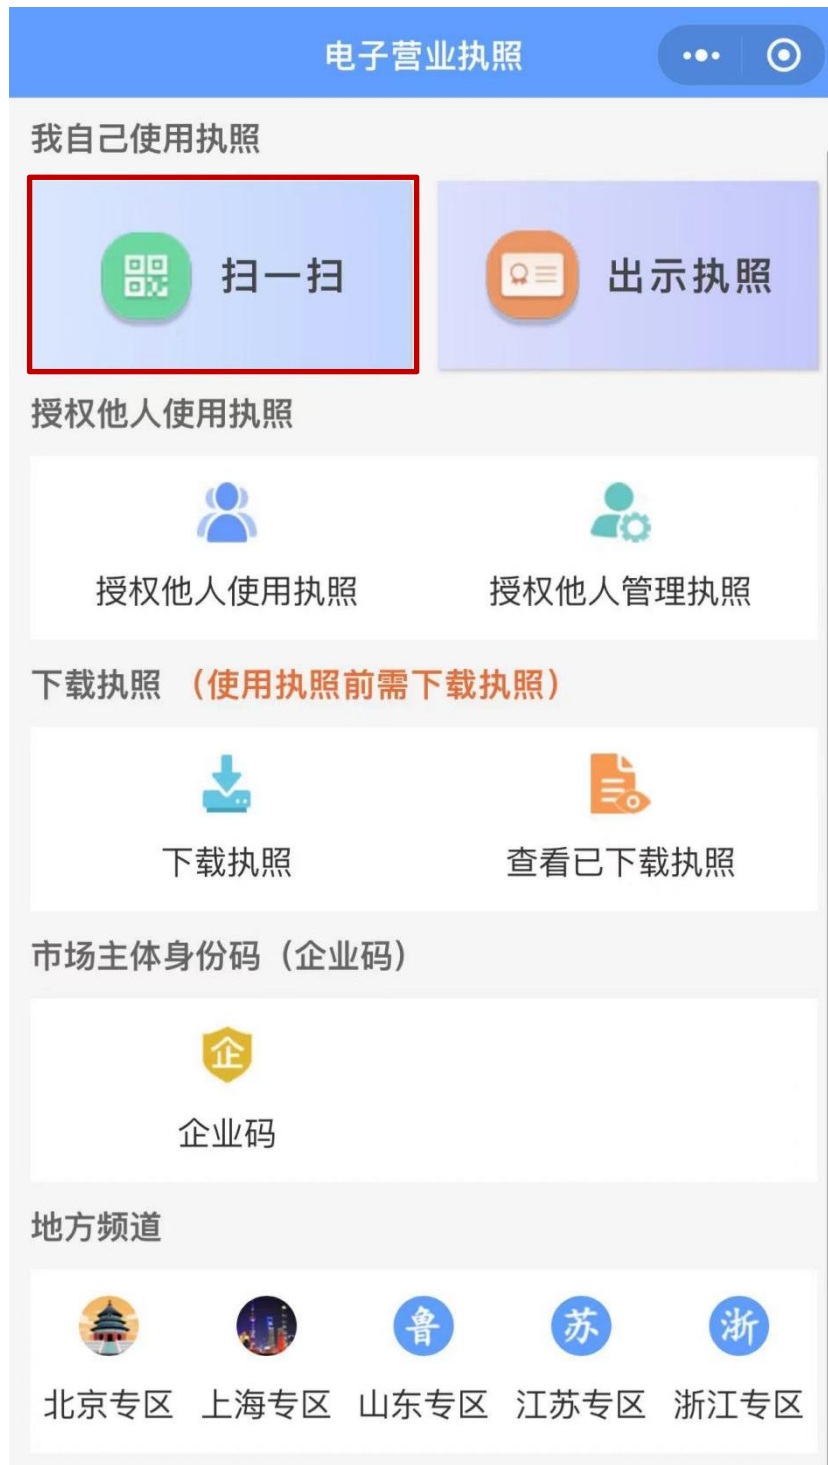 电子营业执照
我自己使用执照
扫一扫
出示执照
授权他人使用执照
授权他人使用执照
授权他人管理执照
下载执照 （使用执照前需下载执照）
下载执照
查看已下载执照
市场主体身份码（企业码）
企
企业码
地方频道
鲁
苏
浙
北京专区
上海专区
山东专区
江苏专区
浙江专区